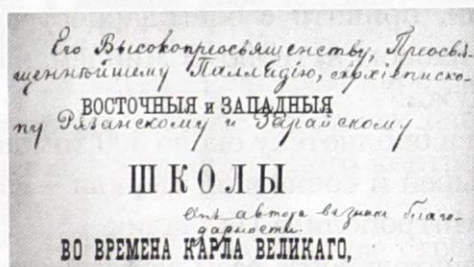 Его Высокопреосвященству, Преосвя-
щеннѣйшему Палладію, архіеписко-
ВОСТОЧНЫЯ и ЗАПАДНЫЯ
пу Рязанскому и Зарайскому
ШКОЛЫ
Отъ автора въ знакъ благо-
дарности.
ВО ВРЕМЕНА КАРЛА ВЕЛИКАГО,